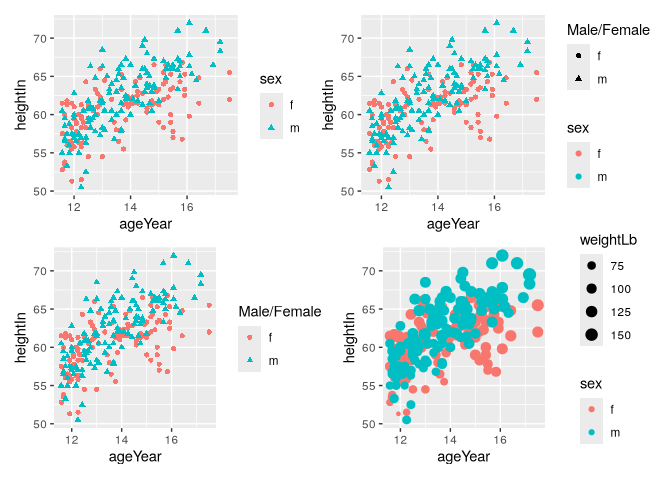 70
65
60
55
50
heightIn
12
14
16
ageYear
sex
f
m
70
65
60
55
50
heightIn
12
14
16
ageYear
Male/Female
f
m
sex
f
m
70
65
60
55
50
heightIn
12
14
16
ageYear
Male/Female
f
m
70
65
60
55
50
heightIn
12
14
16
ageYear
weightLb
75
100
125
150
sex
f
m